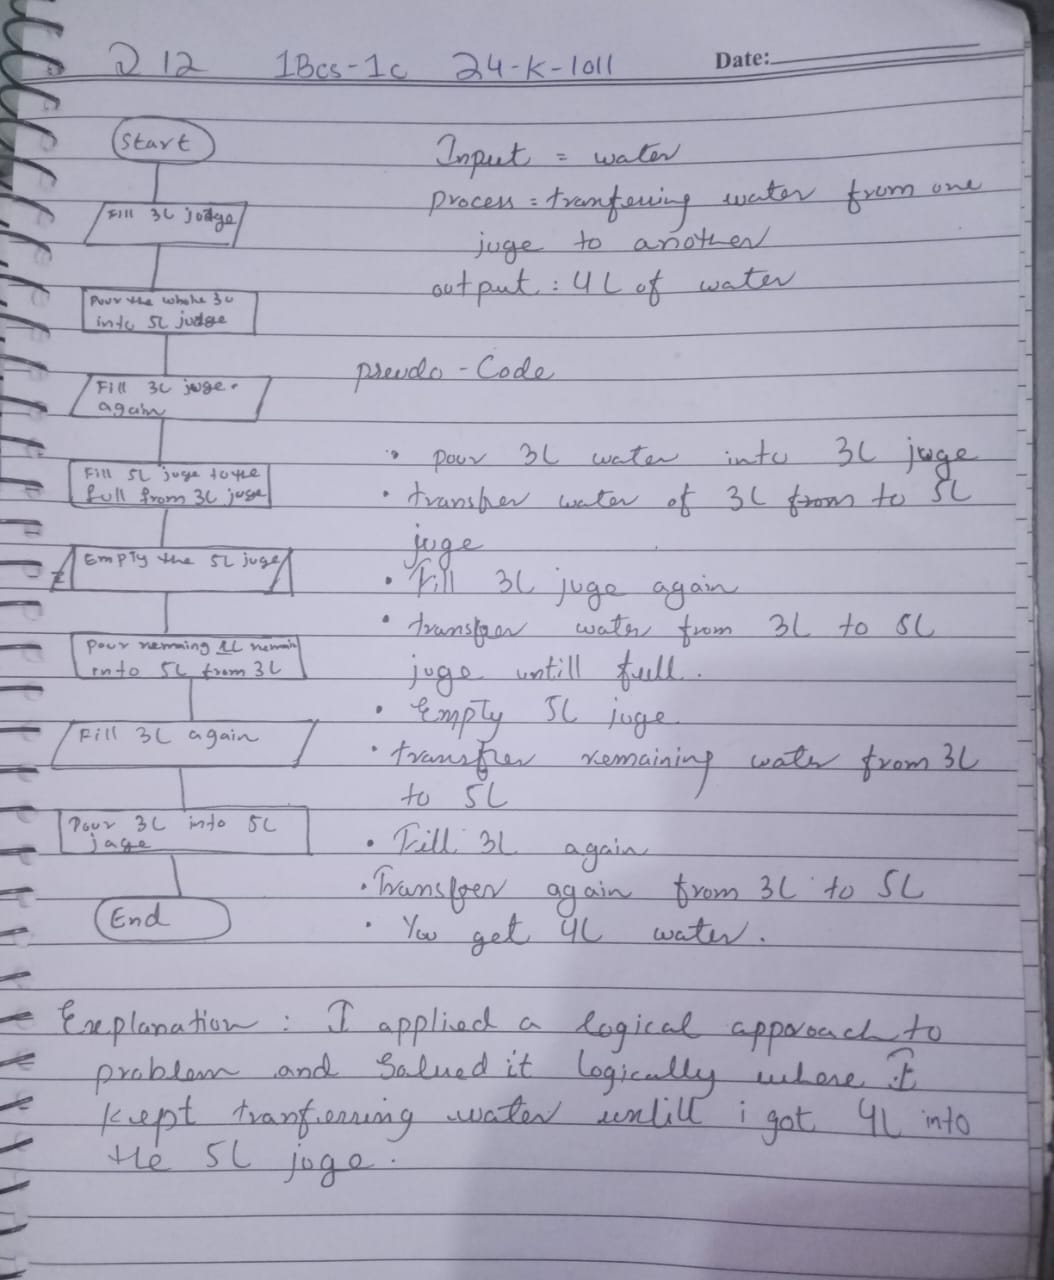 Q 12 1BCS-1C 24-K-1011 Date:
Start
Fill 3L jodge
Pour the whole 3L
into 5L judge
Fill 3L juge.
again
Fill 5L juge to the
full from 3L juge
Empty the 5L juge
Pour remming 1L remain
into 5L from 3L
Fill 3L again
Pour 3L into 5L
jage
End
Input = water
process = tranferring water from one
juge to another
output : 4L of water
pseudo - Code
• pour 3L water into 3L juge
• transfer water of 3L from to 5L
juge
• Fill 3L juge again
• transfer water from 3L to 5L
juge untill full.
• Empty 5L juge
• transfer remaining water from 3L
to 5L
• Fill 3L again
• Transfer again from 3L to 5L
• You get 4L water.
Explanation : I applied a logical approach to
problem and Solved it logically where I
kept tranferring water untill i got 4L into
the 5L juge.